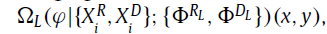 Ω_L(φ|{X_i^R, X_i^D}; {Φ^{R_L}, Φ^{D_L}})(x, y),